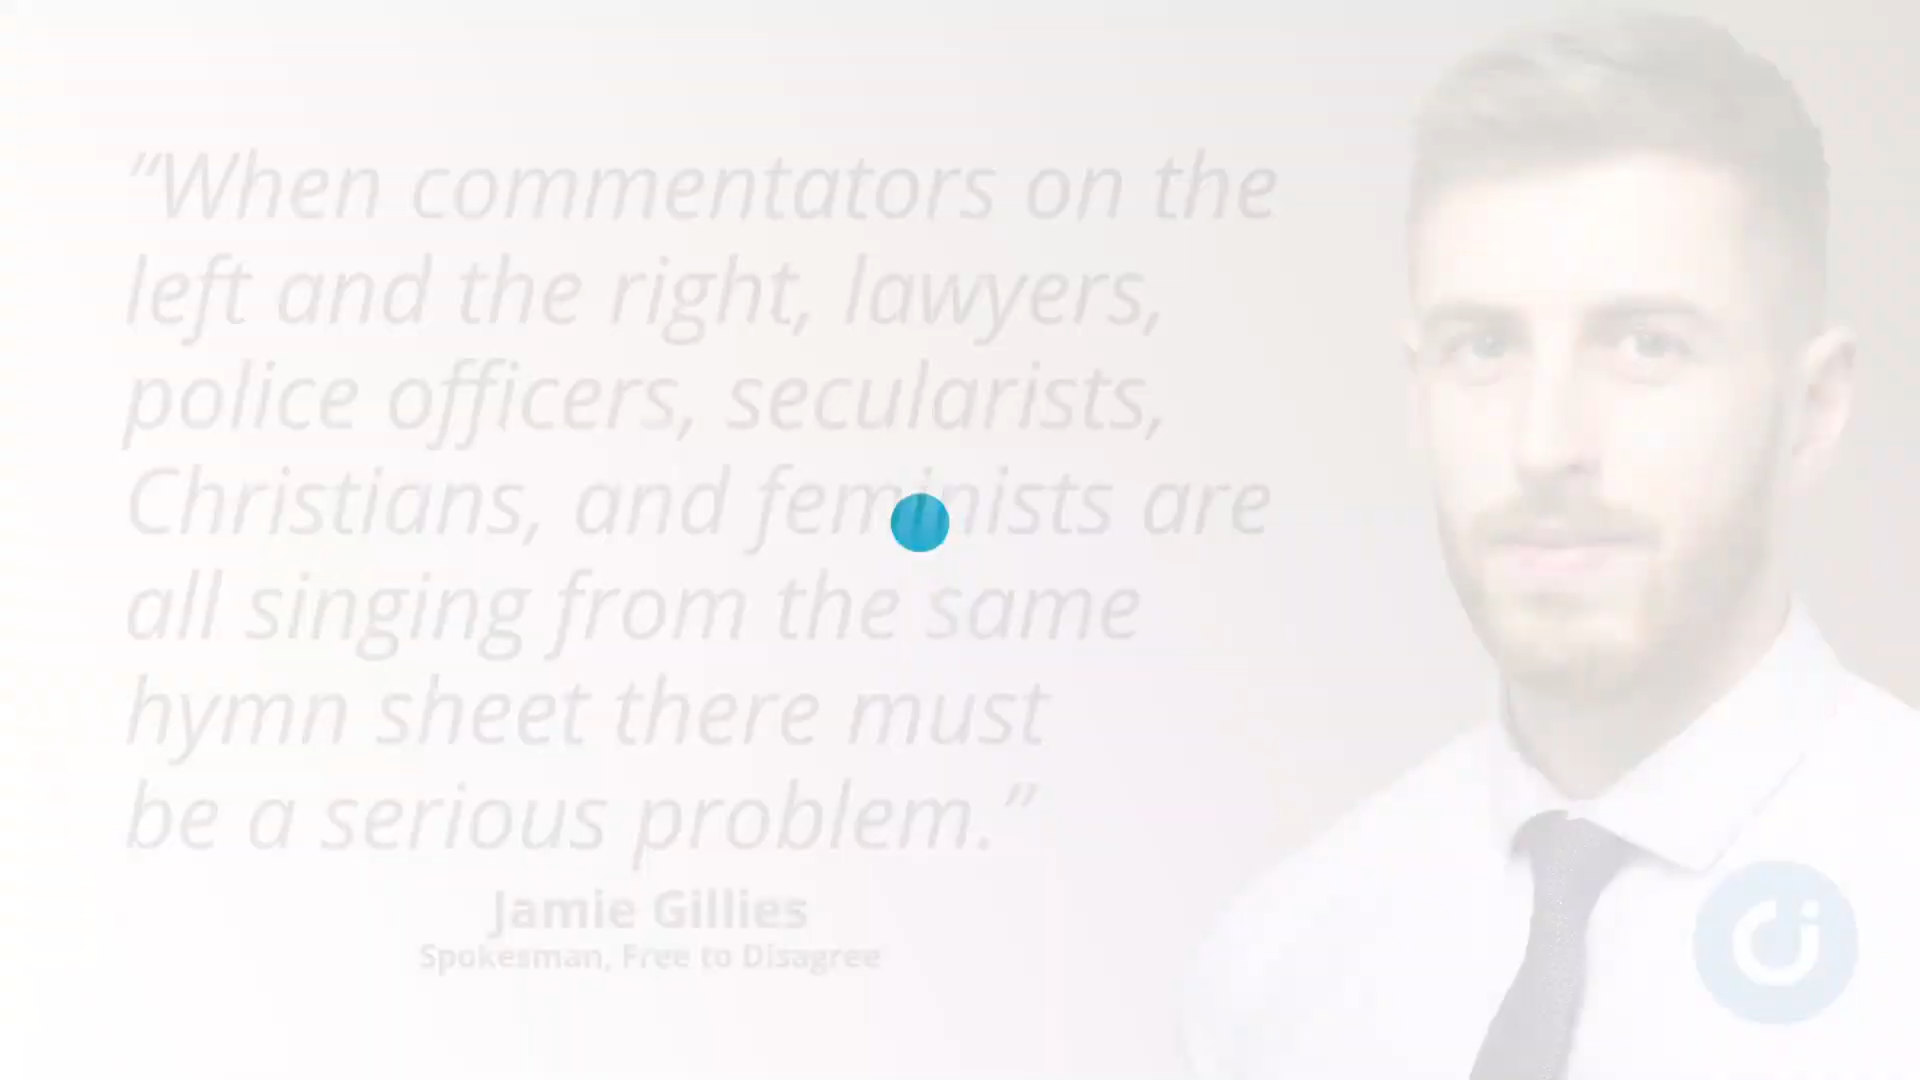 “When commentators on the
left and the right, lawyers,
police officers, secularists,
Christians, and feminists are
all singing from the same
hymn sheet there must
be a serious problem.”
Jamie Gillies
Spokesman, Free to Disagree